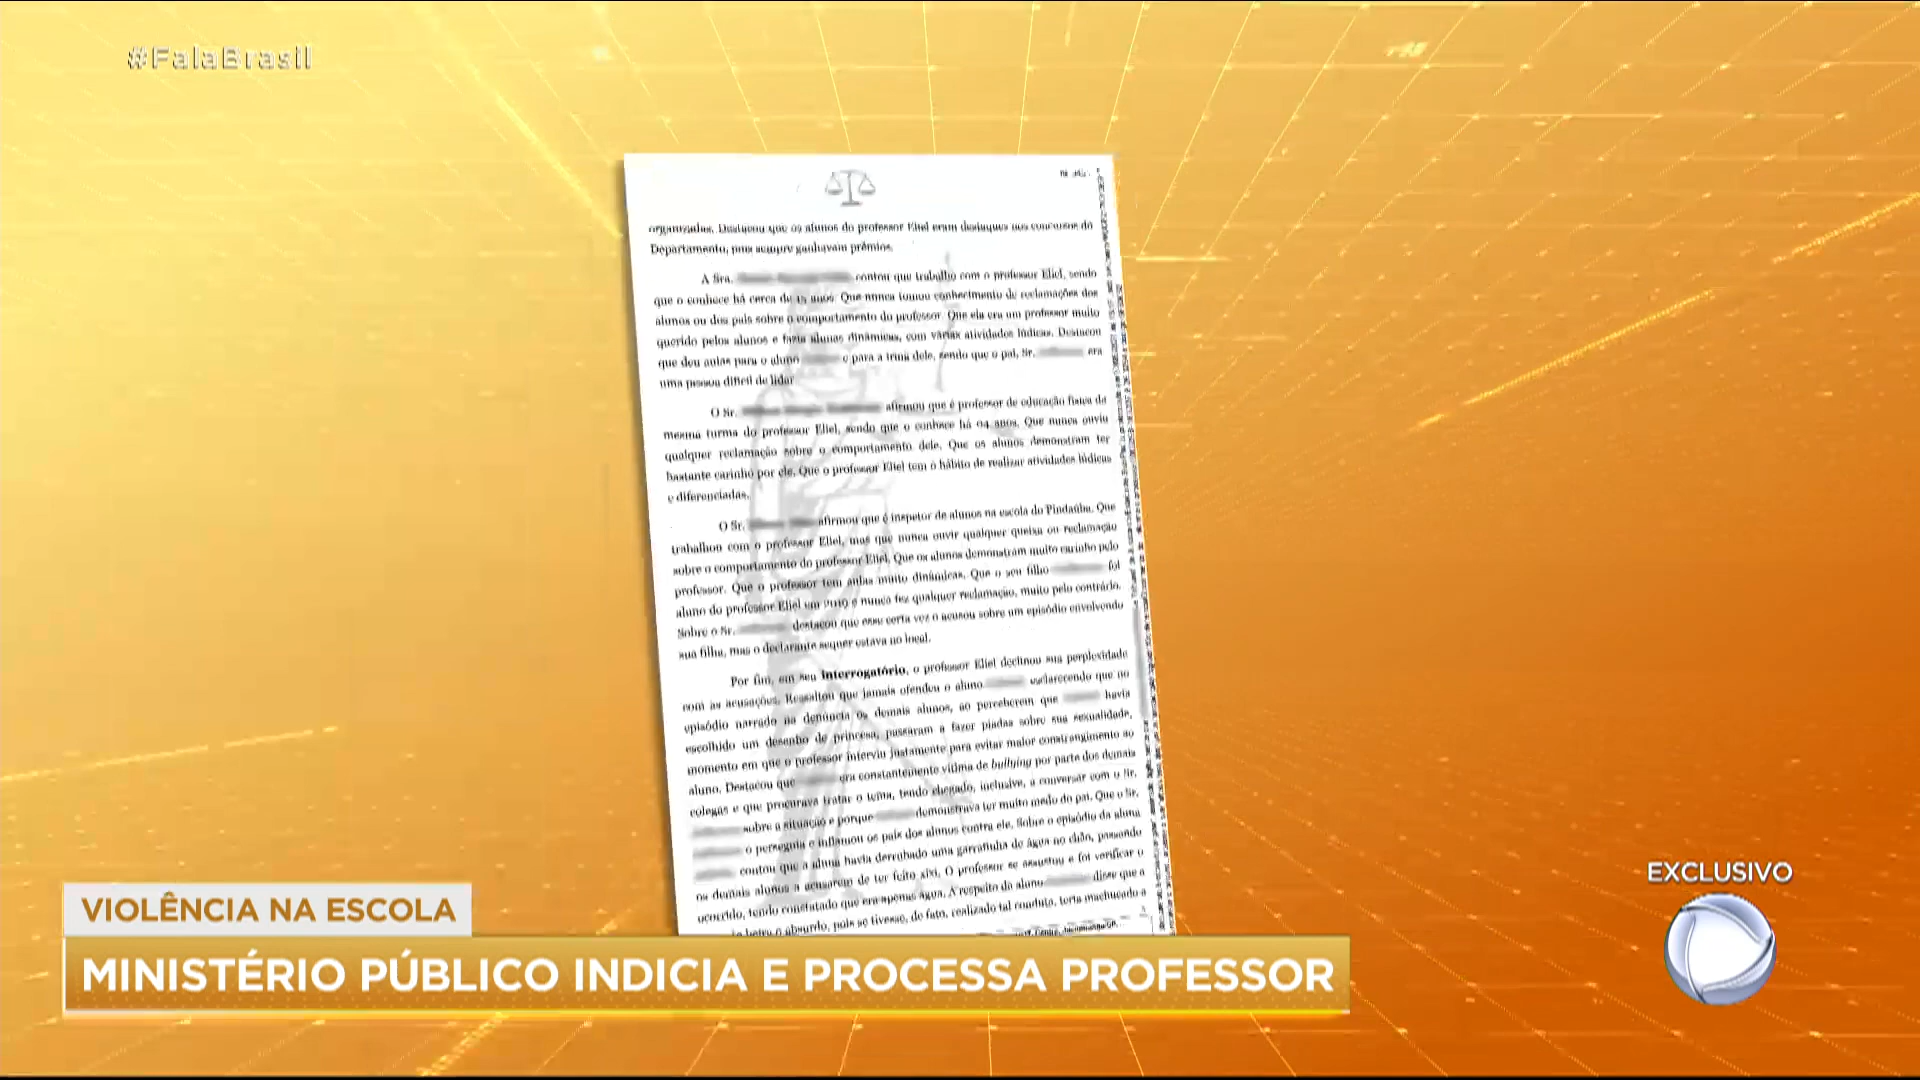 #FalaBrasil
organizadas. Destacou que os alunos do professor Eliel eram destaques nos concursos do
Departamento, pois sempre ganhavam prêmios.
A Sra. contou que trabalho com o professor Eliel, sendo
que o conhece há cerca de 15 anos. Que nunca tomou conhecimento de reclamações dos
alunos ou dos pais sobre o comportamento do professor. Que ela era um professor muito
querido pelos alunos e fazia alunas dinâmicas, com várias atividades lúdicas. Destacou
que deu aulas para o aluno e para a irmã dele, sendo que o pai, Sr. era
uma pessoa difícil de lidar
O Sr. afirmou que é professor de educação física da
mesma turma do professor Eliel, sendo que o conhece há 04 anos. Que nunca ouviu
qualquer reclamação sobre o comportamento dele. Que os alunos demonstram ter
bastante carinho por ele. Que o professor Eliel tem o hábito de realizar atividades lúdicas
e diferenciadas.
O Sr. afirmou que é inspetor de alunos na escola do Pindaúba. Que
trabalhou com o professor Eliel, mas que nunca ouvir qualquer queixa ou reclamação
sobre o comportamento do professor Eliel. Que os alunos demonstram muito carinho pelo
professor. Que o professor tem aulas muito dinâmicas. Que o seu filho foi
aluno do professor Eliel em 2019 e nunca fez qualquer reclamação, muito pelo contrário.
Sobre o Sr. destacou que esse certa vez o acusou sobre um episódio envolvendo
sua filha, mas o declarante sequer estava no local.
Por fim, em seu interrogatório, o professor Eliel declinou sua perplexidade
com as acusações. Ressaltou que jamais ofendeu o aluno esclarecendo que no
episódio narrado na denúncia os demais alunos, ao perceberem que havia
escolhido um desenho de princesa, passaram a fazer piadas sobre sua sexualidade,
momento em que o professor interviu justamente para evitar maior constrangimento ao
aluno. Destacou que era constantemente vítima de bullying por parte dos demais
colegas e que procurava tratar o tema, tendo chegado, inclusive, a conversar com o Sr.
sobre a situação e porque demonstrava ter muito medo do pai. Que o Sr.
o perseguia e inflamou os pais dos alunos contra ele. Sobre o episódio da aluna
contou que a aluna havia derrubado uma garrafinha de água no chão, passando
os demais alunos a acusarem de ter feito xixi. O professor se assustou e foi verificar o
ocorrido, tendo constatado que era apenas água. A respeito do aluno disse que a
beira o absurdo, pois se tivesse, de fato, realizado tal conduta, teria machucado a
VIOLÊNCIA NA ESCOLA
MINISTÉRIO PÚBLICO INDICIA E PROCESSA PROFESSOR
EXCLUSIVO